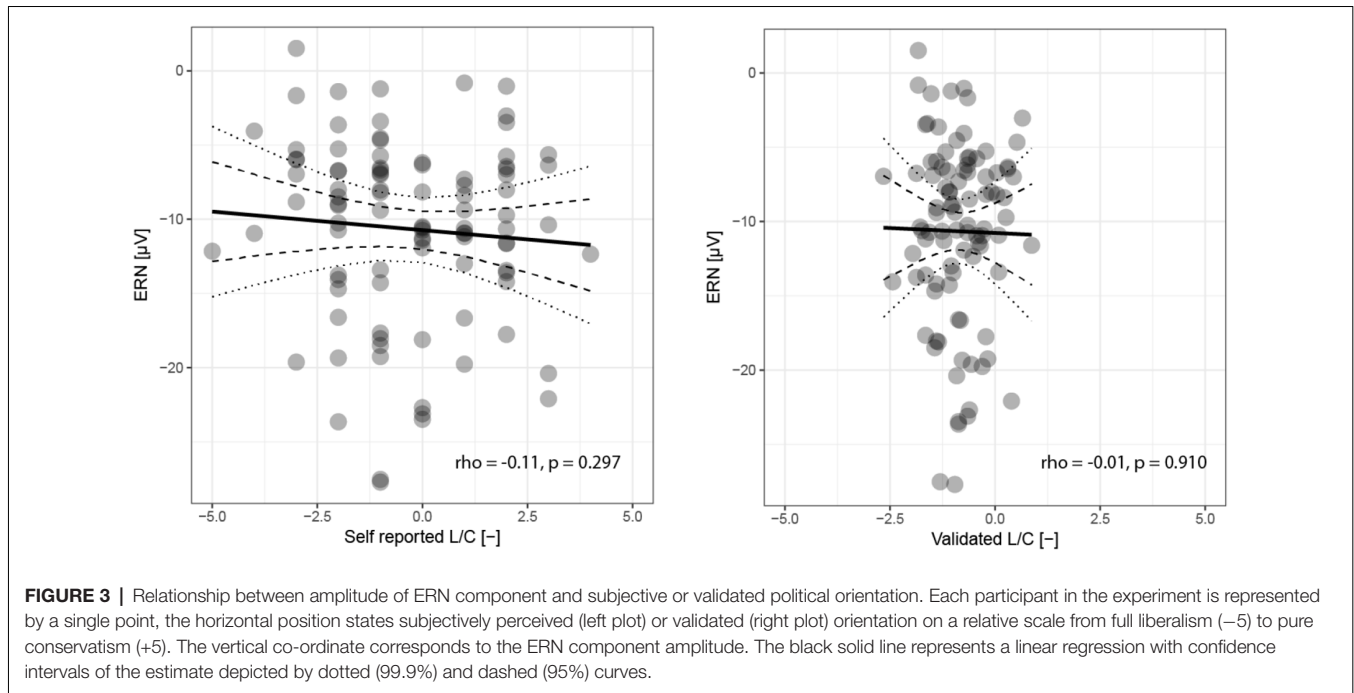 0
−10
−20
ERN [µV]
−5.0
−2.5
0.0
2.5
5.0
Self reported L/C [−]
rho = -0.11, p = 0.297
0
−10
−20
ERN [µV]
−5.0
−2.5
0.0
2.5
5.0
Validated L/C [−]
rho = -0.01, p = 0.910
FIGURE 3 | Relationship between amplitude of ERN component and subjective or validated political orientation. Each participant in the experiment is represented
by a single point, the horizontal position states subjectively perceived (left plot) or validated (right plot) orientation on a relative scale from full liberalism (−5) to pure
conservatism (+5). The vertical co-ordinate corresponds to the ERN component amplitude. The black solid line represents a linear regression with confidence
intervals of the estimate depicted by dotted (99.9%) and dashed (95%) curves.